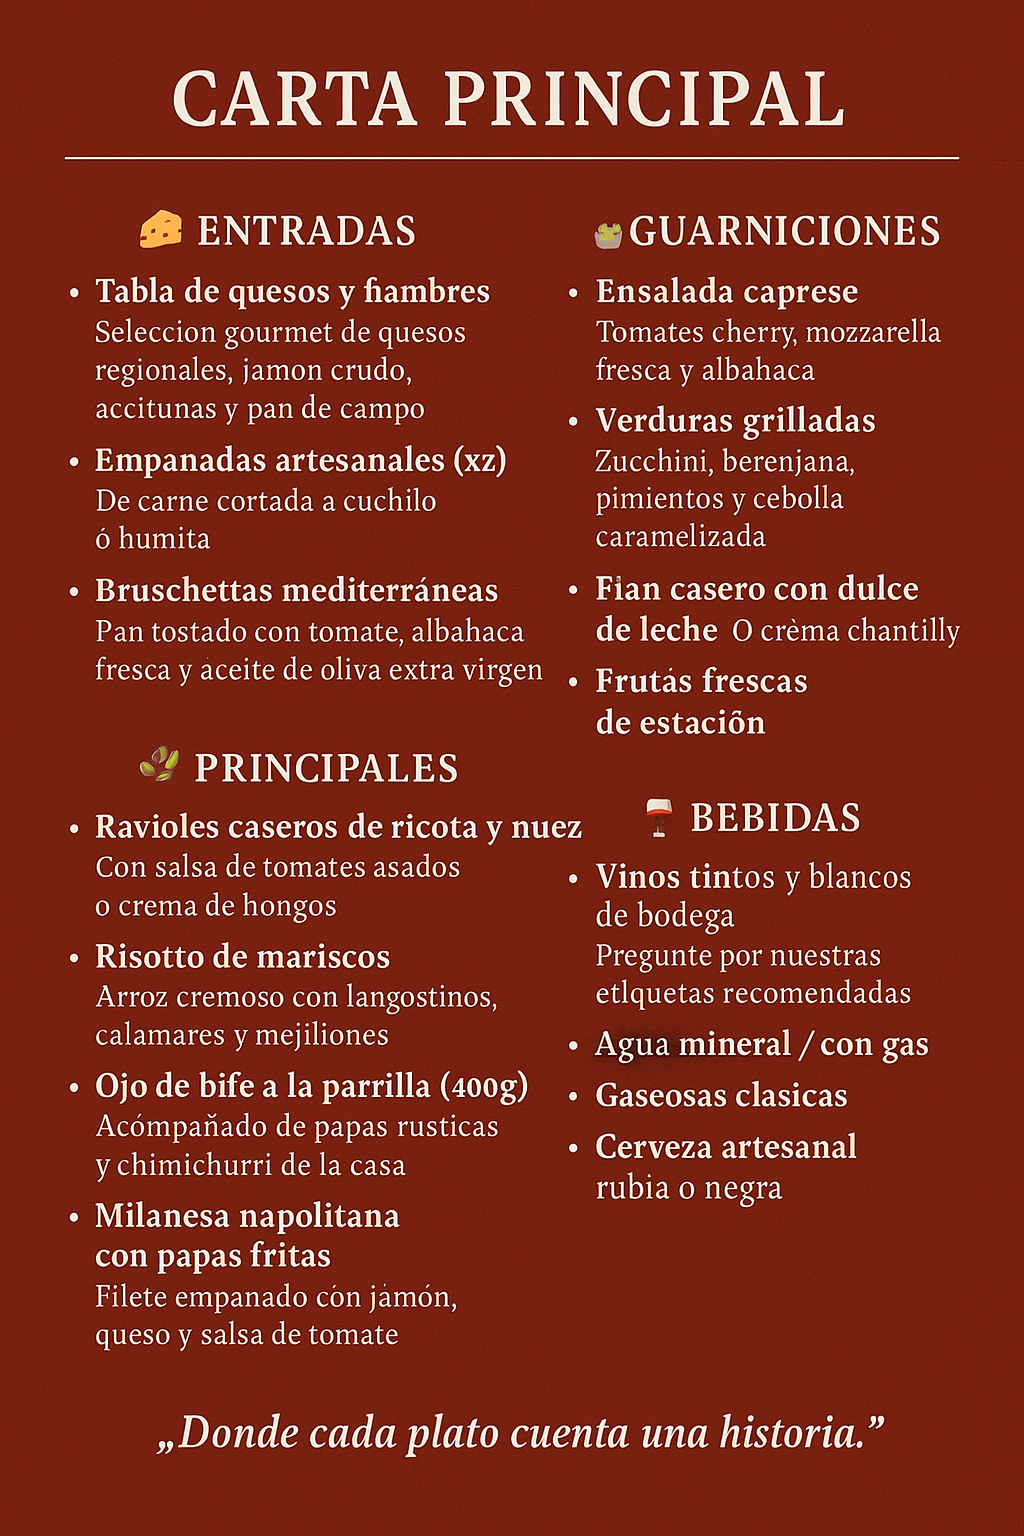 CARTA PRINCIPAL
ENTRADAS
• Tabla de quesos y fiambres
Seleccion gourmet de quesos
regionales, jamon crudo,
accitunas y pan de campo
• Empanadas artesanales (xz)
De carne cortada a cuchilo
ó humita
• Bruschettas mediterráneas
Pan tostado con tomate, albahaca
fresca y aceite de oliva extra virgen
PRINCIPALES
• Ravioles caseros de ricota y nuez
Con salsa de tomates asados
o crema de hongos
• Risotto de mariscos
Arroz cremoso con langostinos,
calamares y mejiliones
• Ojo de bife a la parrilla (400g)
Acómpaňado de papas rusticas
y chimichurri de la casa
• Milanesa napolitana
con papas fritas
Filete empanado con jamón,
queso y salsa de tomate
GUARNICIONES
• Ensalada caprese
Tomates cherry, mozzarella
fresca y albahaca
• Verduras grilladas
Zucchini, berenjana,
pimientos y cebolla
caramelizada
• Fian casero con dulce
de leche O crèma chantilly
• Frutás frescas
de estación
BEBIDAS
• Vinos tintos y blancos
de bodega
Pregunte por nuestras
etlquetas recomendadas
• Agua mineral / con gas
• Gaseosas clasicas
• Cerveza artesanal
rubia o negra
„Donde cada plato cuenta una historia.”